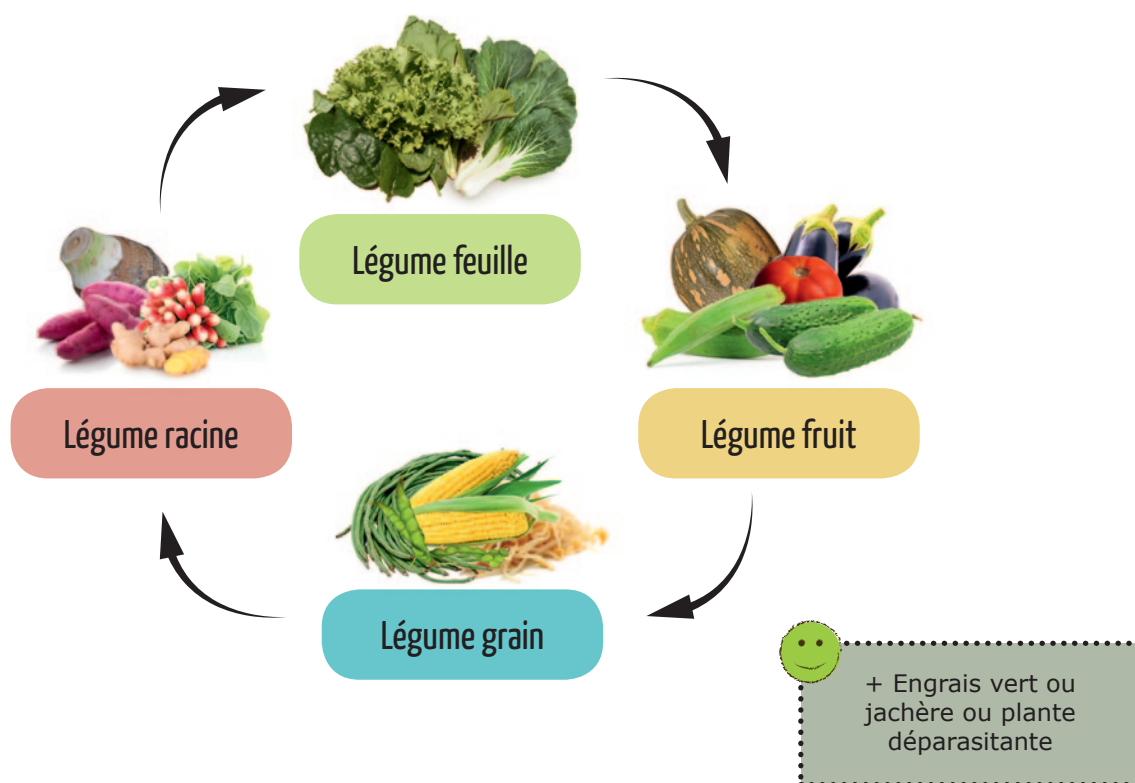 Légume feuille
Légume racine
Légume fruit
Légume grain
+ Engrais vert ou
jachère ou plante
déparasitante